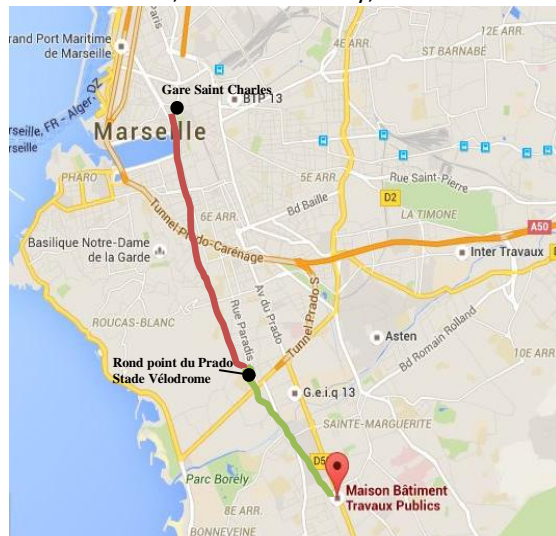 Paris
12E ARR.
4E ARR.
ST BARNABÉ
rand Port Maritime
de Marseille
Gare Saint Charles
BTP 13
FR - Alger, DZ
rseille,
rseille
Marseille
5E ARR.
Rue Saint-Pierre
PHARO
D2
6E ARR.
Bd Baille
LA TIMONE
A50
Tunnel Prado-Carénage
Basilique Notre-Dame
de la Garde
Inter Travaux
Tunnel Prado S
Rue Paradis
Av du Prado
ROUCAS-BLANC
Asten
Bd Romain Rolland
10E ARR.
Rond point du Prado
Stade Vélodrome
G.e.i.q 13
SAINTE-MARGUERITE
D5
Parc Borély
Maison Bâtiment
Travaux Publics
8E ARR.
BONNEVEINE